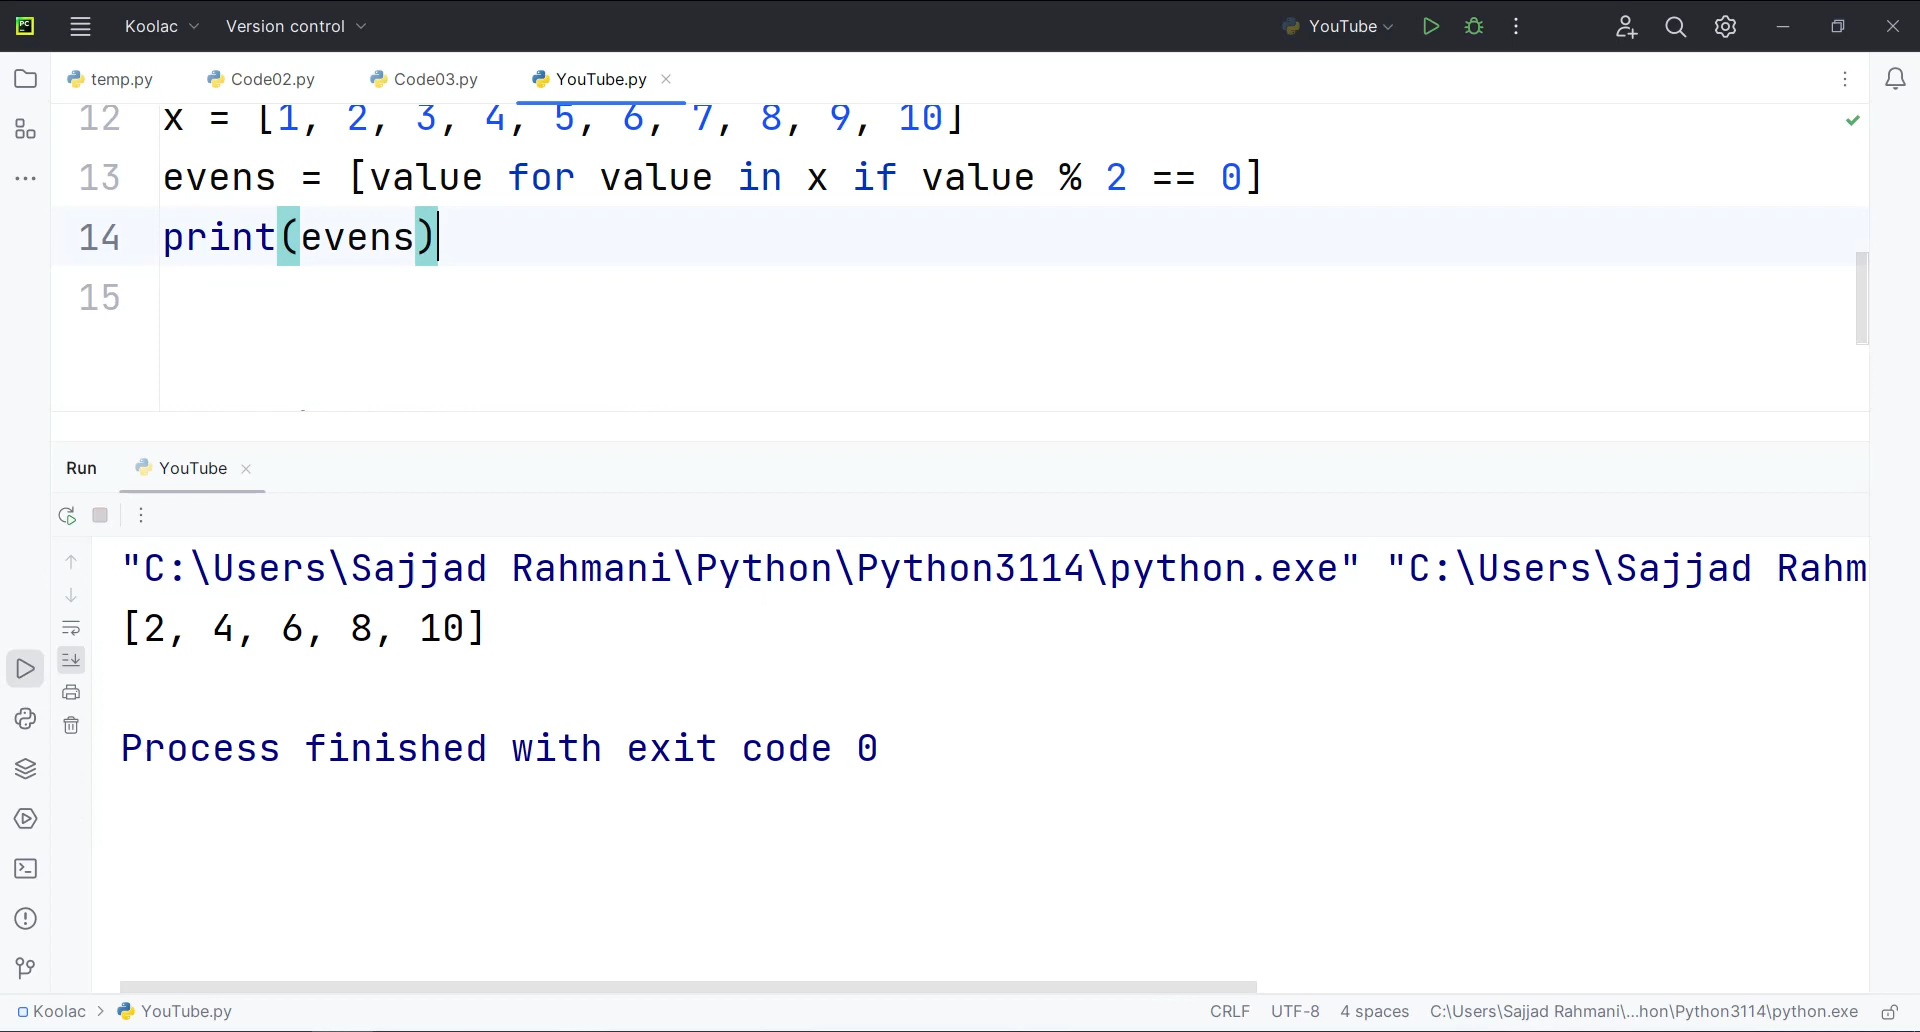 PC
Koolac
Version control
YouTube
temp.py
Code02.py
Code03.py
YouTube.py
12 x = [1, 2, 3, 4, 5, 6, 7, 8, 9, 10]
13 evens = [value for value in x if value % 2 == 0]
14 print(evens)
15
Run
YouTube
"C:\Users\Sajjad Rahmani\Python\Python3114\python.exe" "C:\Users\Sajjad Rahm
[2, 4, 6, 8, 10]
Process finished with exit code 0
Koolac > YouTube.py
CRLF UTF-8 4 spaces C:\Users\Sajjad Rahmani\...hon\Python3114\python.exe